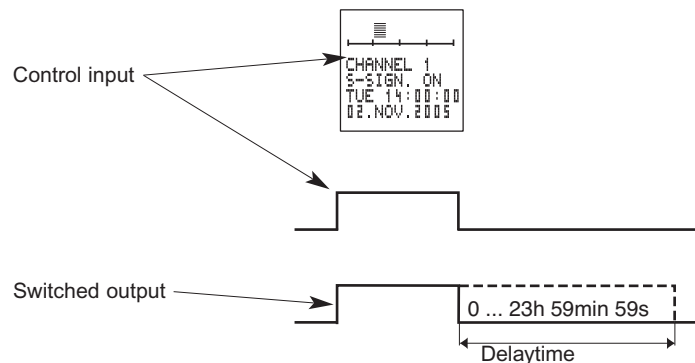 Control input
CHANNEL 1
S-SIGN. ON
TUE 14:00:00
02.NOV.2005
Switched output
0 ... 23h 59min 59s
Delaytime